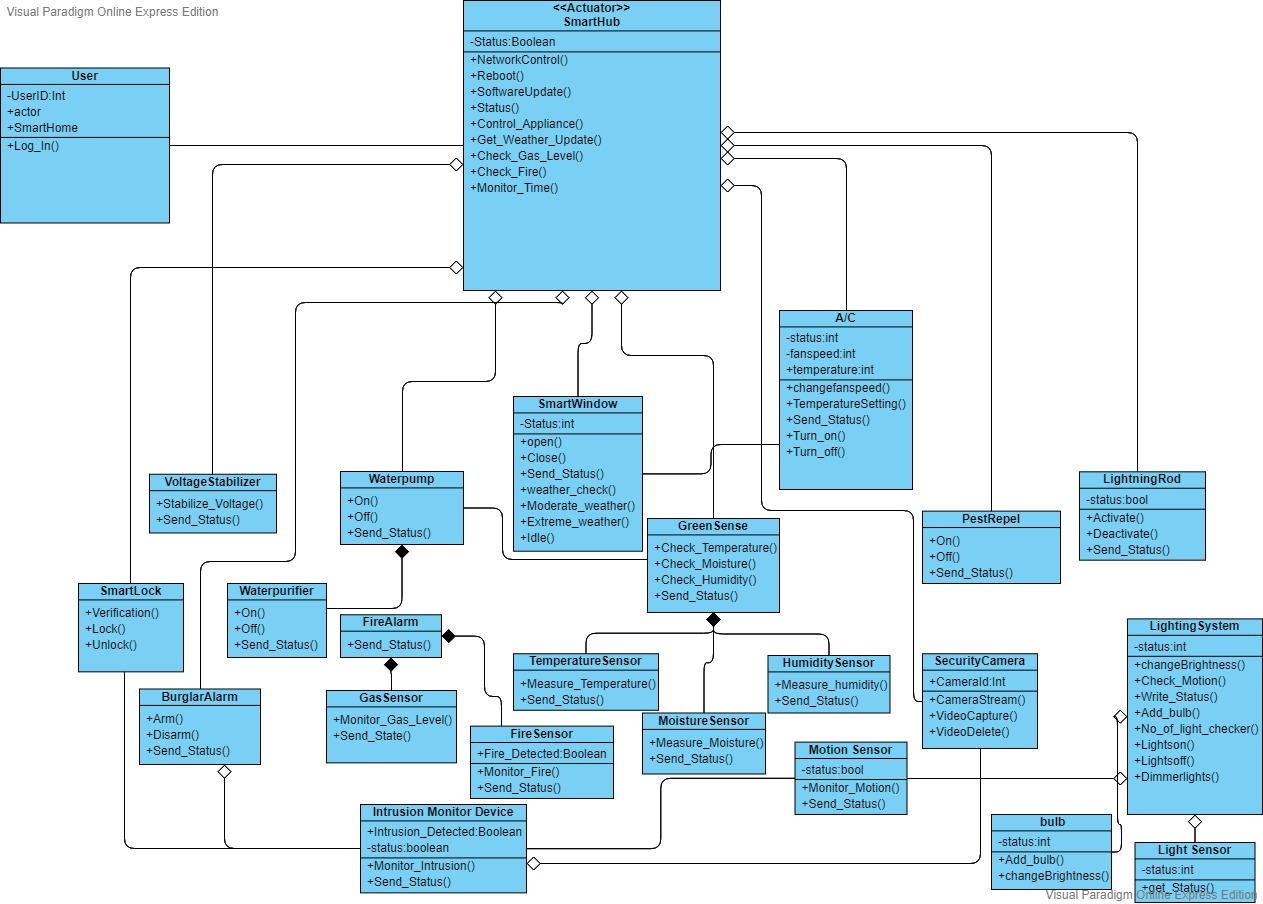 Visual Paradigm Online Express Edition
<<Actuator>>
SmartHub
-Status:Boolean
+NetworkControl()
+Reboot()
+SoftwareUpdate()
+Status()
+Control_Appliance()
+Get_Weather_Update()
+Check_Gas_Level()
+Check_Fire()
+Monitor_Time()
User
-UserID:Int
+actor
+SmartHome
+Log_In()
A/C
-status:int
-fanspeed:int
+temperature:int
+changefanspeed()
+TemperatureSetting()
+Send_Status()
+Turn_on()
+Turn_off()
SmartWindow
-Status:int
+open()
+Close()
+Send_Status()
+weather_check()
+Moderate_weather()
+Extreme_weather()
+Idle()
VoltageStabilizer
+Stabilize_Voltage()
+Send_Status()
Waterpump
+On()
+Off()
+Send_Status()
GreenSense
+Check_Temperature()
+Check_Moisture()
+Check_Humidity()
+Send_Status()
PestRepel
+On()
+Off()
+Send_Status()
LightningRod
-status:bool
+Activate()
+Deactivate()
+Send_Status()
SmartLock
+Verification()
+Lock()
+Unlock()
Waterpurifier
+On()
+Off()
+Send_Status()
FireAlarm
+Send_Status()
TemperatureSensor
+Measure_Temperature()
+Send_Status()
HumiditySensor
+Measure_humidity()
+Send_Status()
SecurityCamera
+CameraId:Int
+CameraStream()
+VideoCapture()
+VideoDelete()
LightingSystem
-status:int
+changeBrightness()
+Check_Motion()
+Write_Status()
+Add_bulb()
+No_of_light_checker()
+Lightson()
+Lightsoff()
+Dimmerlights()
BurglarAlarm
+Arm()
+Disarm()
+Send_Status()
GasSensor
+Monitor_Gas_Level()
+Send_State()
FireSensor
+Fire_Detected:Boolean
+Monitor_Fire()
+Send_Status()
MoistureSensor
+Measure_Moisture()
+Send_Status()
Motion Sensor
-status:bool
+Monitor_Motion()
+Send_Status()
Intrusion Monitor Device
+Intrusion_Detected:Boolean
-status:boolean
+Monitor_Intrusion()
+Send_Status()
bulb
-status:int
+Add_bulb()
+changeBrightness()
Light Sensor
-status:int
+get_Status()
Visual Paradigm Online Express Edition